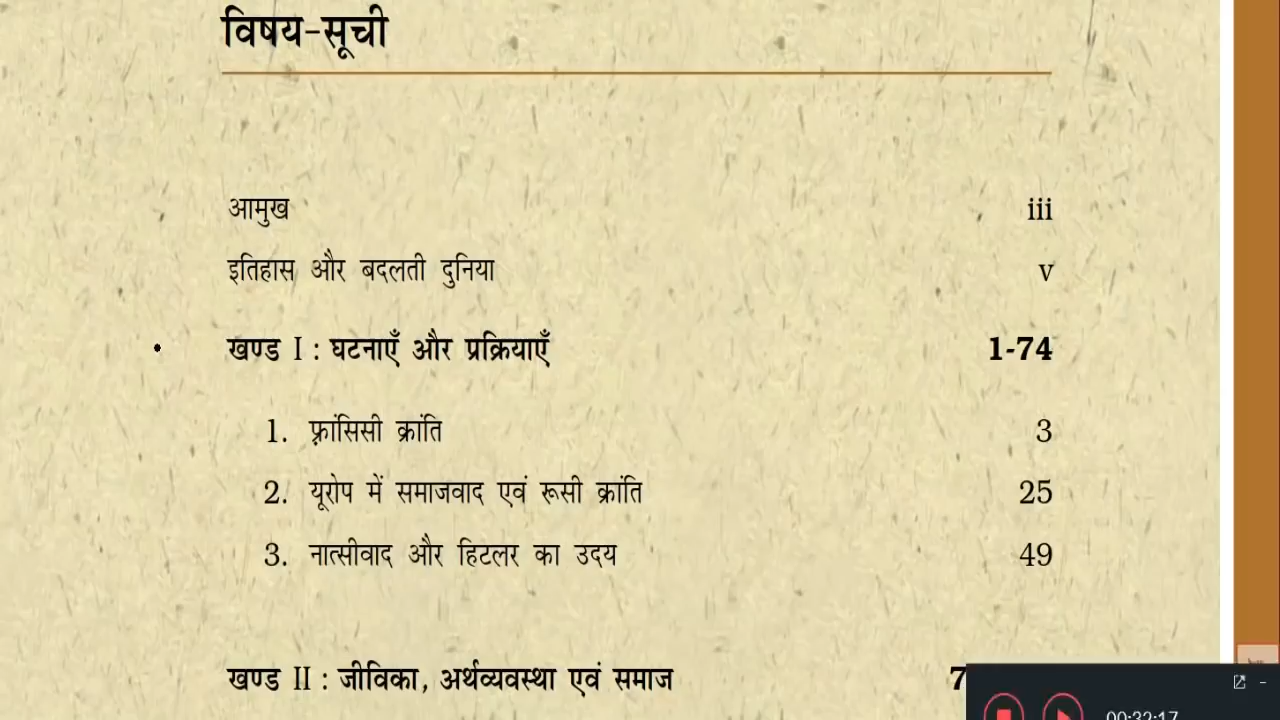 विषय-सूची
आमुख iii
इतिहास और बदलती दुनिया v
• खण्ड I : घटनाएँ और प्रक्रियाएँ 1-74
1. फ़्रांसिसी क्रांति 3
2. यूरोप में समाजवाद एवं रूसी क्रांति 25
3. नात्सीवाद और हिटलर का उदय 49
खण्ड II : जीविका, अर्थव्यवस्था एवं समाज 7
00:32:17